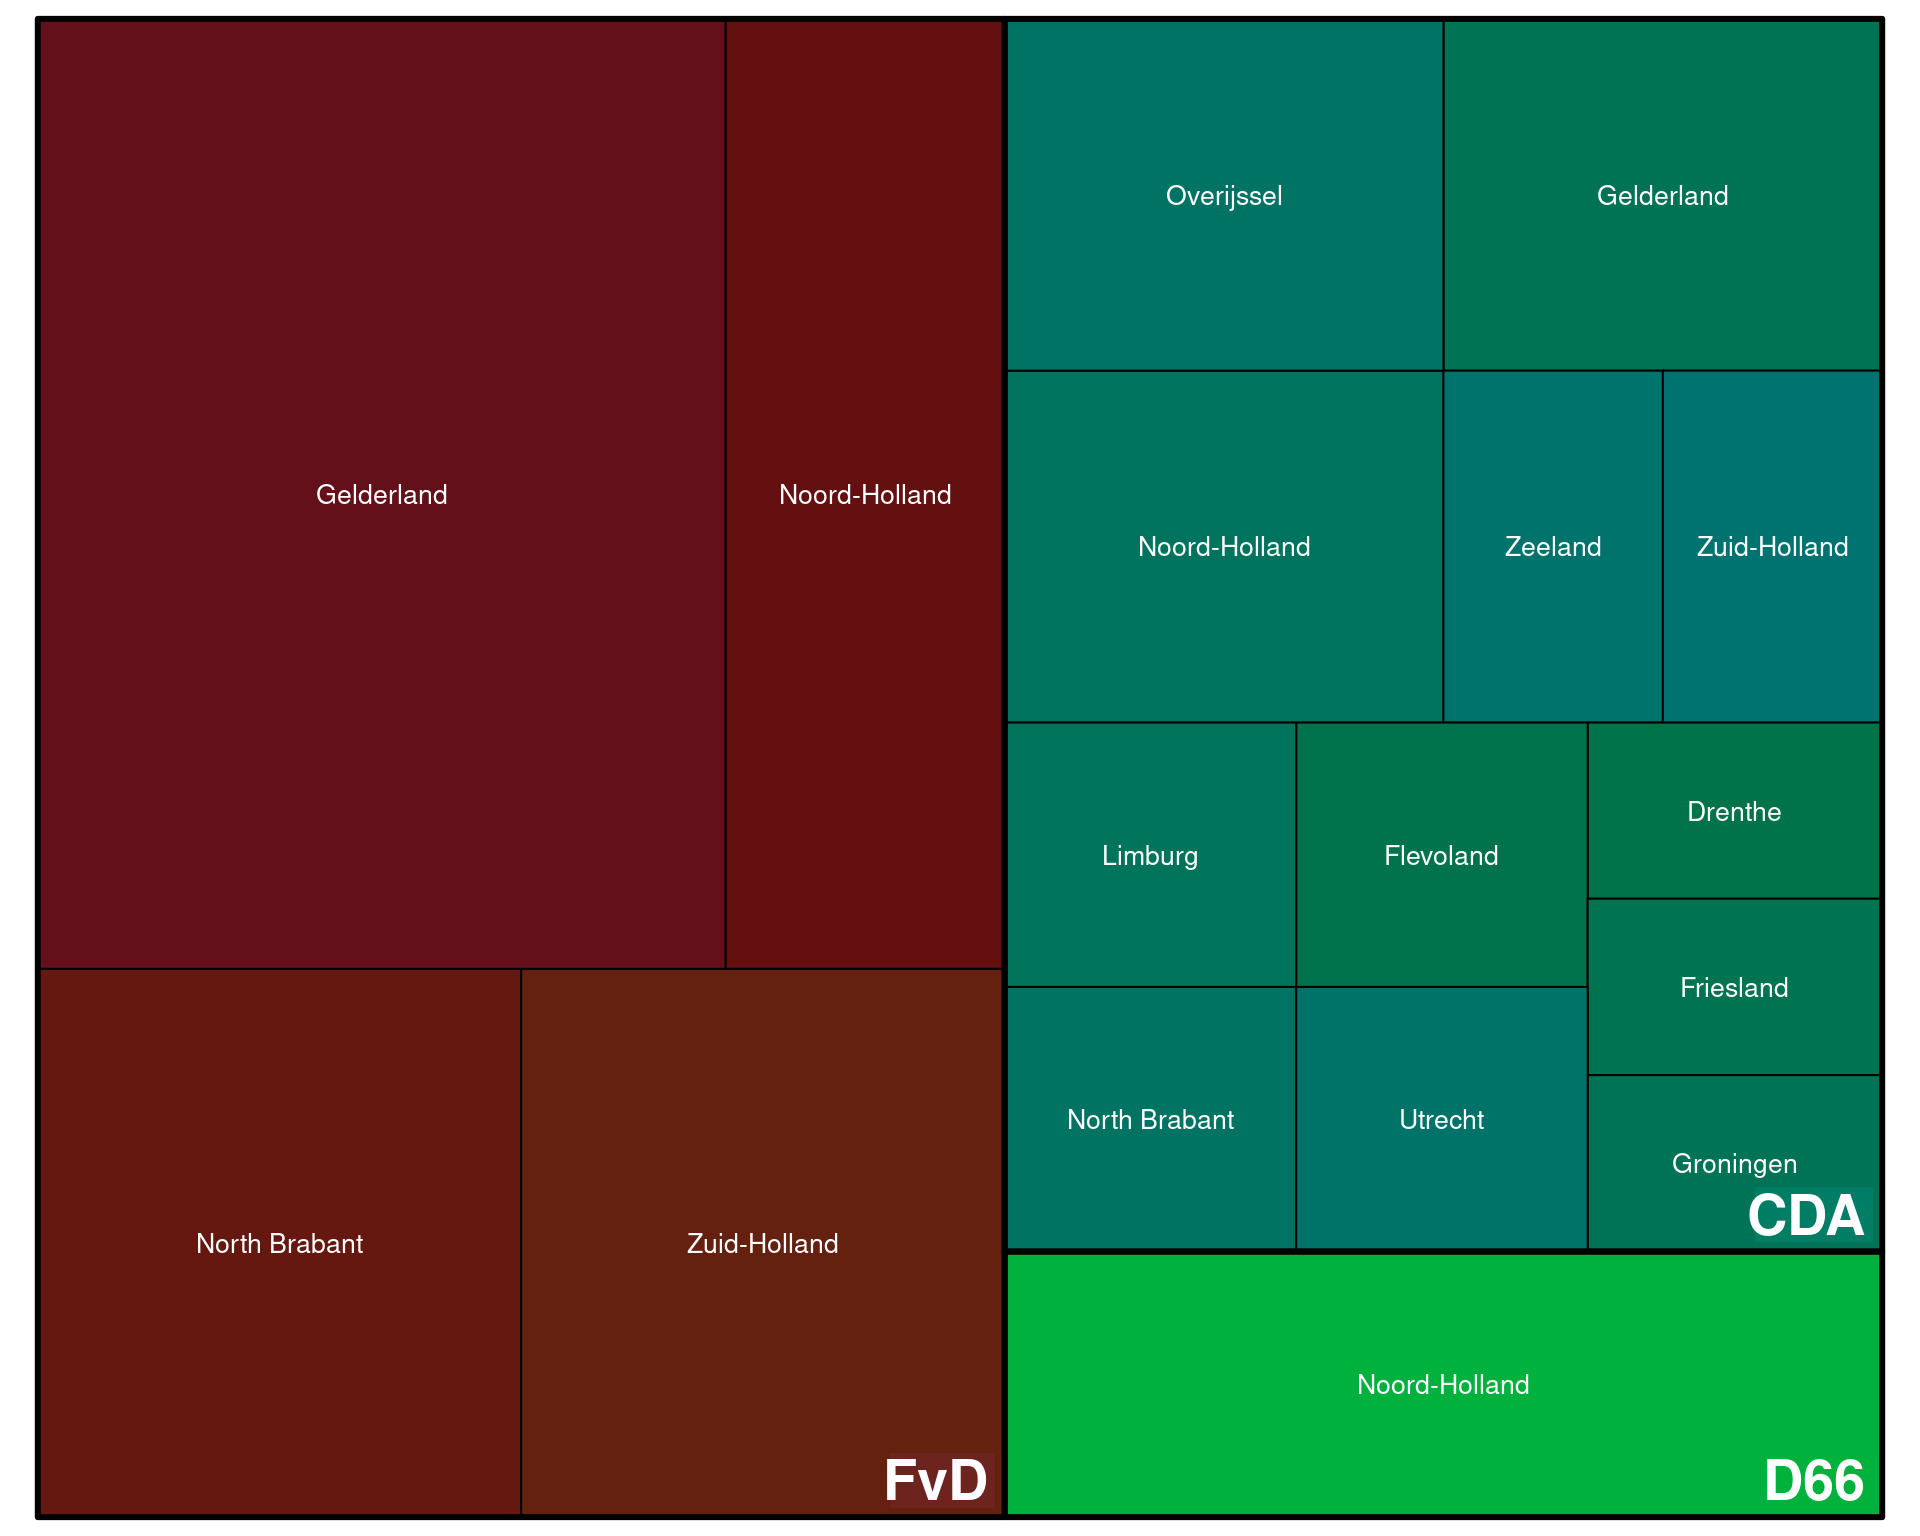 Gelderland
Noord-Holland
North Brabant
Zuid-Holland
FvD
Overijssel
Gelderland
Noord-Holland
Zeeland
Zuid-Holland
Limburg
Flevoland
Drenthe
Friesland
North Brabant
Utrecht
Groningen
CDA
Noord-Holland
D66